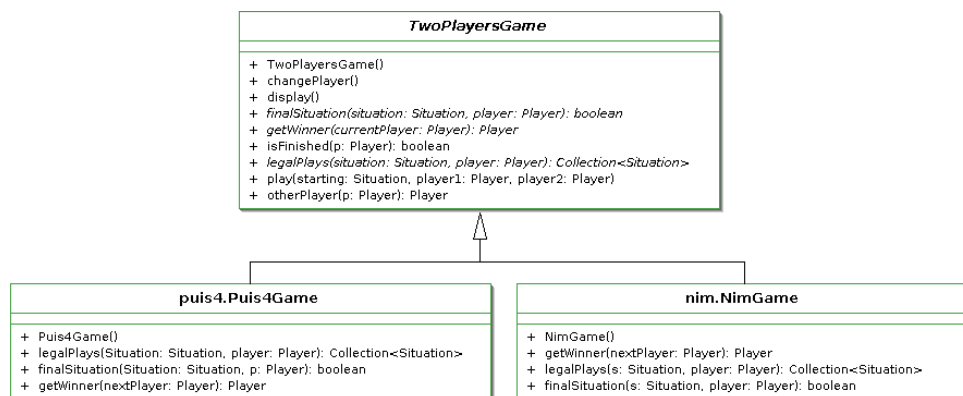 TwoPlayersGame
+ TwoPlayersGame()
+ changePlayer()
+ display()
+ finalSituation(situation: Situation, player: Player): boolean
+ getWinner(currentPlayer: Player): Player
+ isFinished(p: Player): boolean
+ legalPlays(situation: Situation, player: Player): Collection<Situation>
+ play(starting: Situation, player1: Player, player2: Player)
+ otherPlayer(p: Player): Player
puis4.Puis4Game
+ Puis4Game()
+ legalPlays(Situation: Situation, player: Player): Collection<Situation>
+ finalSituation(Situation: Situation, p: Player): boolean
+ getWinner(nextPlayer: Player): Player
nim.NimGame
+ NimGame()
+ getWinner(nextPlayer: Player): Player
+ legalPlays(s: Situation, player: Player): Collection<Situation>
+ finalSituation(s: Situation, player: Player): boolean